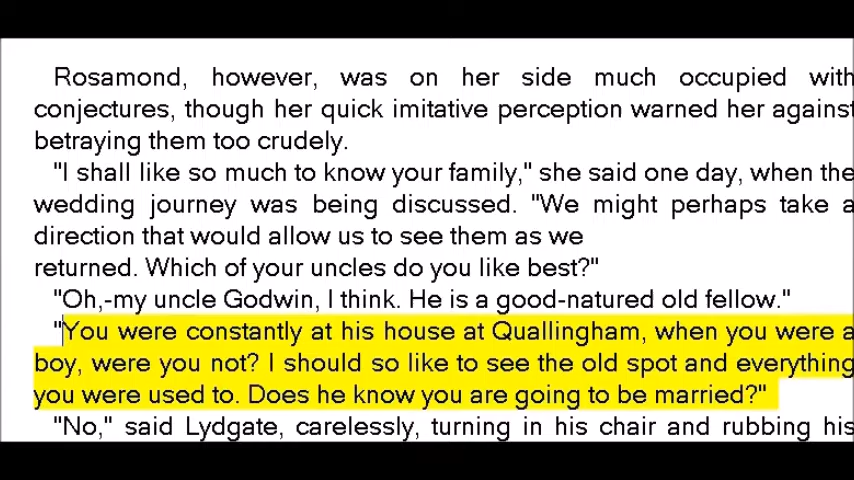 Rosamond, however, was on her side much occupied with
conjectures, though her quick imitative perception warned her against
betraying them too crudely.
"I shall like so much to know your family," she said one day, when the
wedding journey was being discussed. "We might perhaps take a
direction that would allow us to see them as we
returned. Which of your uncles do you like best?"
"Oh,-my uncle Godwin, I think. He is a good-natured old fellow."
"You were constantly at his house at Quallingham, when you were a
boy, were you not? I should so like to see the old spot and everything
you were used to. Does he know you are going to be married?"
"No," said Lydgate, carelessly, turning in his chair and rubbing his